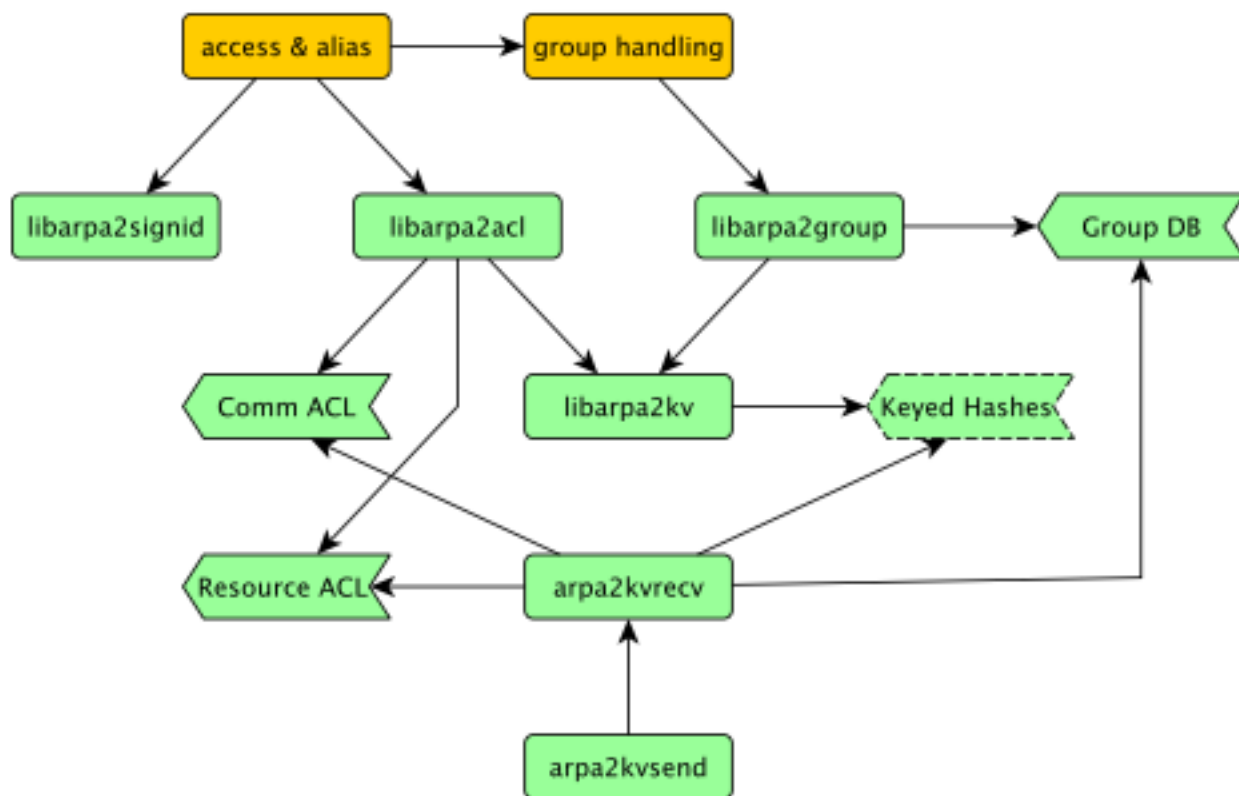 access & alias
group handling
libarpa2signid
libarpa2acl
libarpa2group
Group DB
Comm ACL
libarpa2kv
Keyed Hashes
Resource ACL
arpa2kvrecv
arpa2kvsend